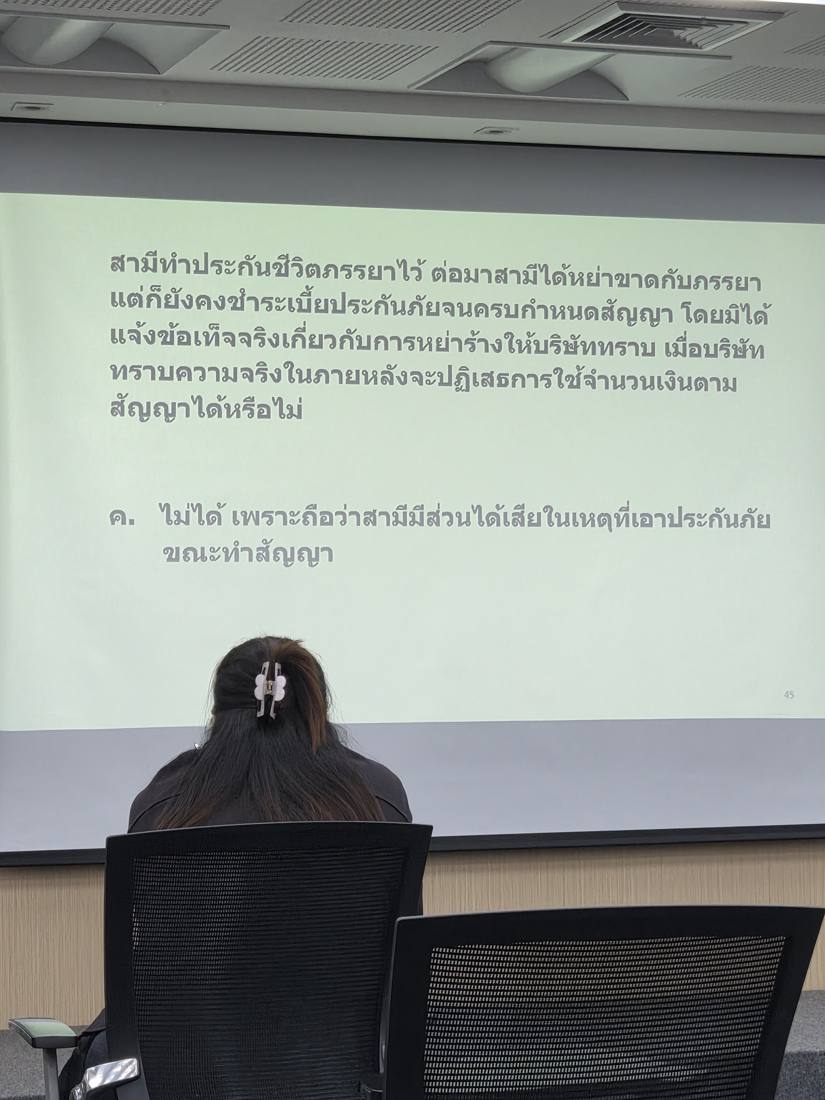 สามีทำประกันชีวิตภรรยาไว้ ต่อมาสามีได้หย่าขาดกับภรรยา
แต่ก็ยังคงชำระเบี้ยประกันภัยจนครบกำหนดสัญญา โดยมิได้
แจ้งข้อเท็จจริงเกี่ยวกับการหย่าร้างให้บริษัททราบ เมื่อบริษัท
ทราบความจริงในภายหลังจะปฏิเสธการใช้จำนวนเงินตาม
สัญญาได้หรือไม่
ค. ไม่ได้ เพราะถือว่าสามีมีส่วนได้เสียในเหตุที่เอาประกันภัย
ขณะทำสัญญา
45